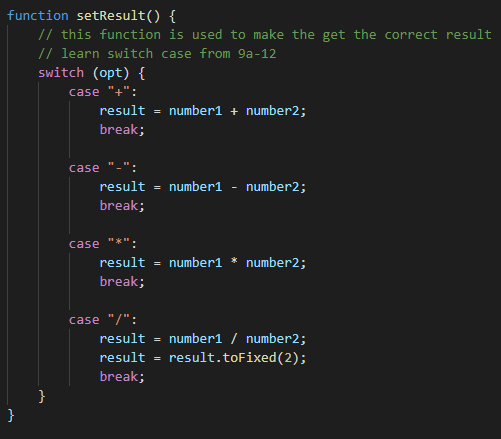 function setResult() {
    // this function is used to make the get the correct result
    // learn switch case from 9a-12
    switch (opt) {
        case "+":
            result = number1 + number2;
            break;

        case "-":
            result = number1 - number2;
            break;

        case "*":
            result = number1 * number2;
            break;

        case "/":
            result = number1 / number2;
            result = result.toFixed(2);
            break;
    }
}